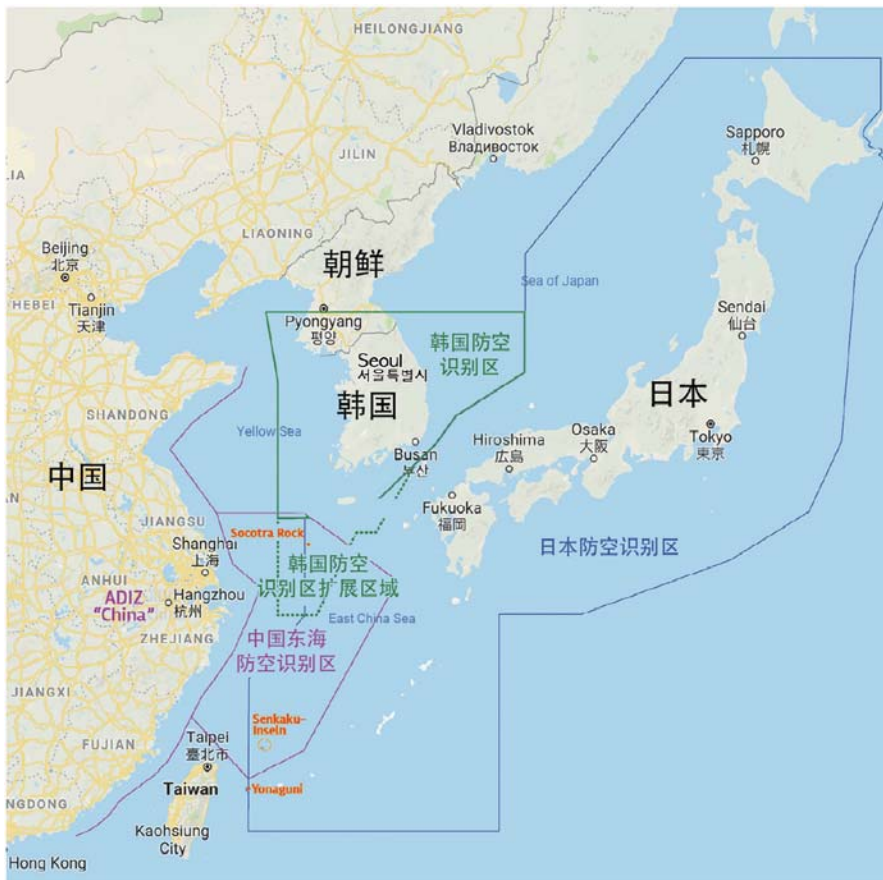 HEILONGJIANG
Vladivostok
Владивосток
Sapporo
札幌
JILIN
LIA
LIAONING
朝鲜
Beijing
北京
Sea of Japan
HEBEI
Tianjin
天津
Pyongyang
평양
韩国防空
识别区
Sendai
仙台
Seoul
서울특별시
SHANDONG
韩国
日本
Yellow Sea
Busan
부산
Hiroshima
広島
Osaka
大阪
Tokyo
東京
中国
AN
Fukuoka
福岡
JIANGSU
Socotra Rock
日本防空识别区
Shanghai
上海
韩国防空
识别区扩展区域
ANHUI
ADIZ
"China"
Hangzhou
杭州
East China Sea
ZHEJIANG
中国东海
防空识别区
JIANGXI
Senkaku-
Inseln
FUJIAN
Taipei
臺北市
Taiwan
Yonaguni
NGDONG
Kaohsiung
City
Hong Kong